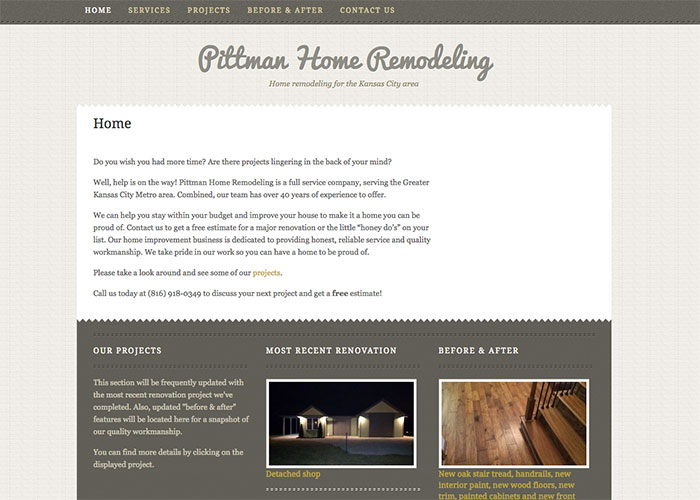 HOME SERVICES PROJECTS BEFORE & AFTER CONTACT US
Pittman Home Remodeling
Home remodeling for the Kansas City area
Home
Do you wish you had more time? Are there projects lingering in the back of your mind?
Well, help is on the way! Pittman Home Remodeling is a full service company, serving the Greater
Kansas City Metro area. Combined, our team has over 40 years of experience to offer.
We can help you stay within your budget and improve your house to make it a home you can be
proud of. Contact us to get a free estimate for a major renovation or the little “honey do’s” on your
list. Our home improvement business is dedicated to providing honest, reliable service and quality
workmanship. We take pride in our work so you can have a home to be proud of.
Please take a look around and see some of our projects.
Call us today at (816) 918-0349 to discuss your next project and get a free estimate!
OUR PROJECTS
This section will be frequently updated with
the most recent renovation project we've
completed. Also, updated "before & after"
features will be located here for a snapshot of
our quality workmanship.
You can find more details by clicking on the
displayed project.
MOST RECENT RENOVATION
Detached shop
BEFORE & AFTER
New oak stair tread, handrails, new
interior paint, new wood floors, new
trim, painted cabinets and new front